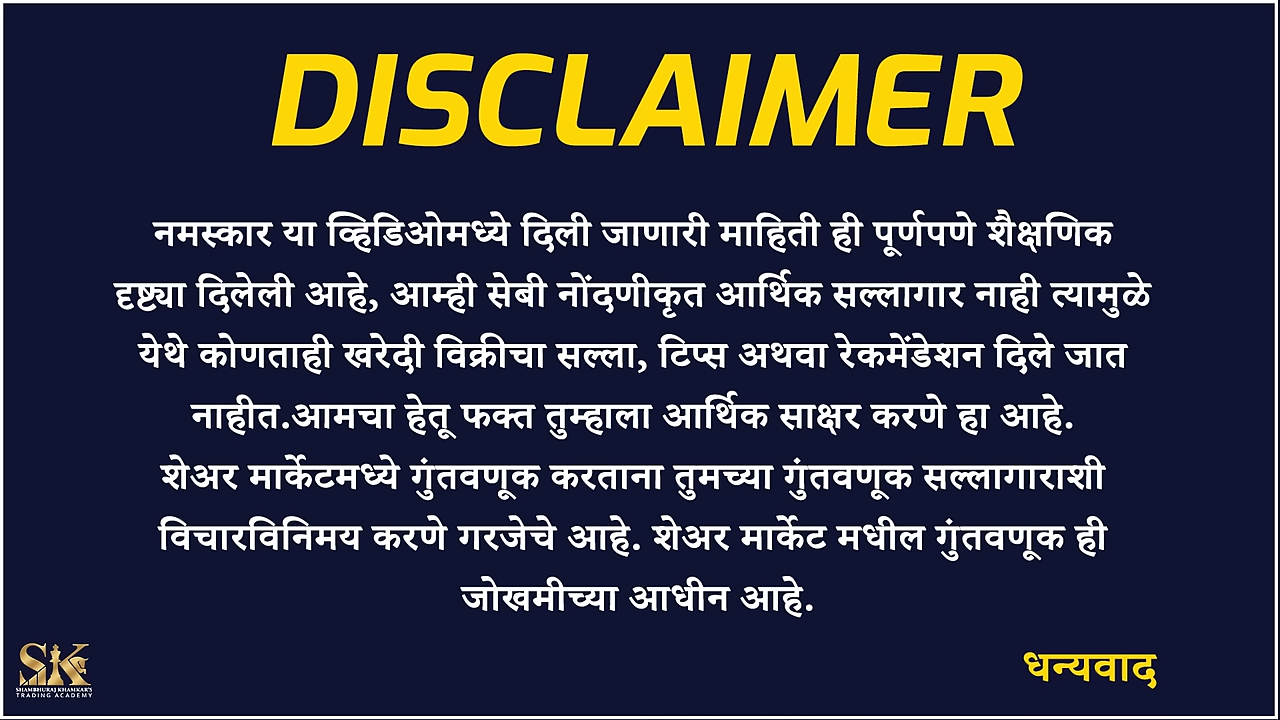 DISCLAIMER
नमस्कार या व्हिडिओमध्ये दिली जाणारी माहिती ही पूर्णपणे शैक्षणिक
दृष्ट्या दिलेली आहे, आम्ही सेबी नोंदणीकृत आर्थिक सल्लागार नाही त्यामुळे
येथे कोणताही खरेदी विक्रीचा सल्ला, टिप्स अथवा रेकमेंडेशन दिले जात
नाहीत.आमचा हेतू फक्त तुम्हाला आर्थिक साक्षर करणे हा आहे.
शेअर मार्केटमध्ये गुंतवणूक करताना तुमच्या गुंतवणूक सल्लागाराशी
विचारविनिमय करणे गरजेचे आहे. शेअर मार्केट मधील गुंतवणूक ही
जोखमीच्या आधीन आहे.
धन्यवाद
SK
SHAMBHURAJ KHAMKAR'S
TRADING ACADEMY